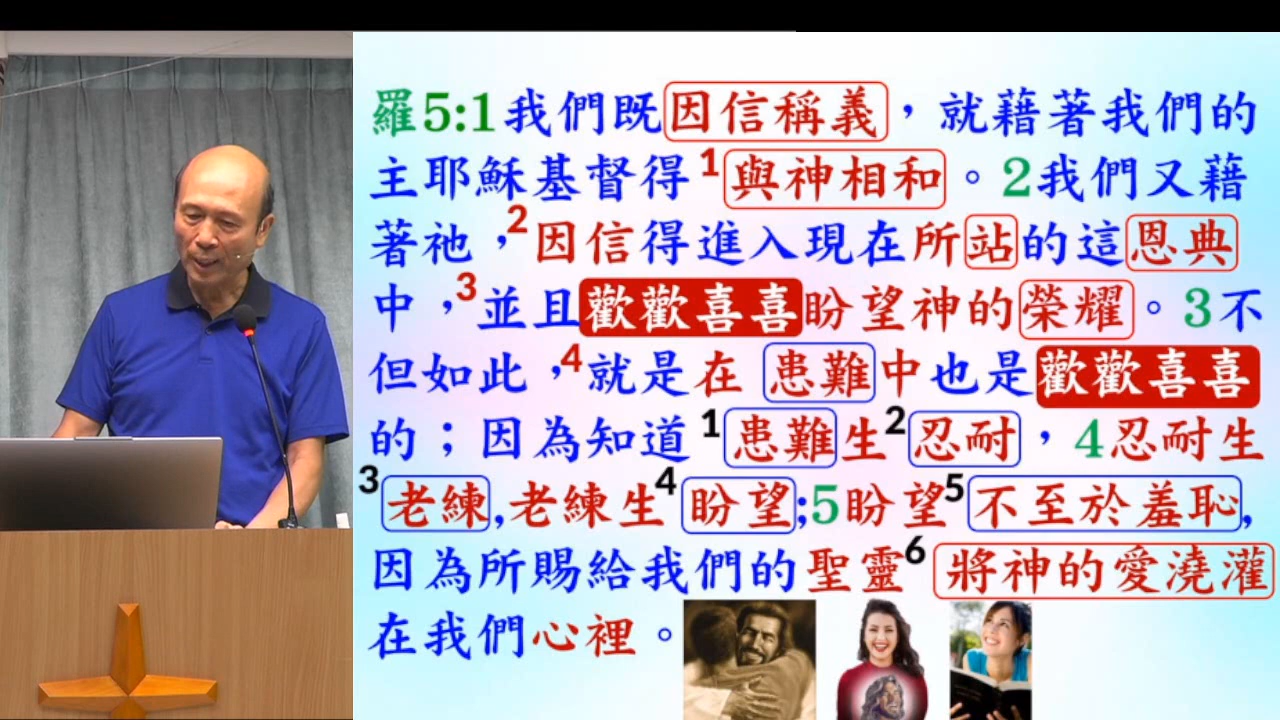 羅5:1我們既因信稱義，就藉著我們的
主耶穌基督得1與神相和。2我們又藉
著祂，2因信得進入現在所站的這恩典
中，3並且歡歡喜喜盼望神的榮耀。3不
但如此，4就是在患難中也是歡歡喜喜
的；因為知道1患難生2忍耐，4忍耐生
3老練,老練生4盼望;5盼望5不至於羞恥,
因為所賜給我們的聖靈6將神的愛澆灌
在我們心裡。